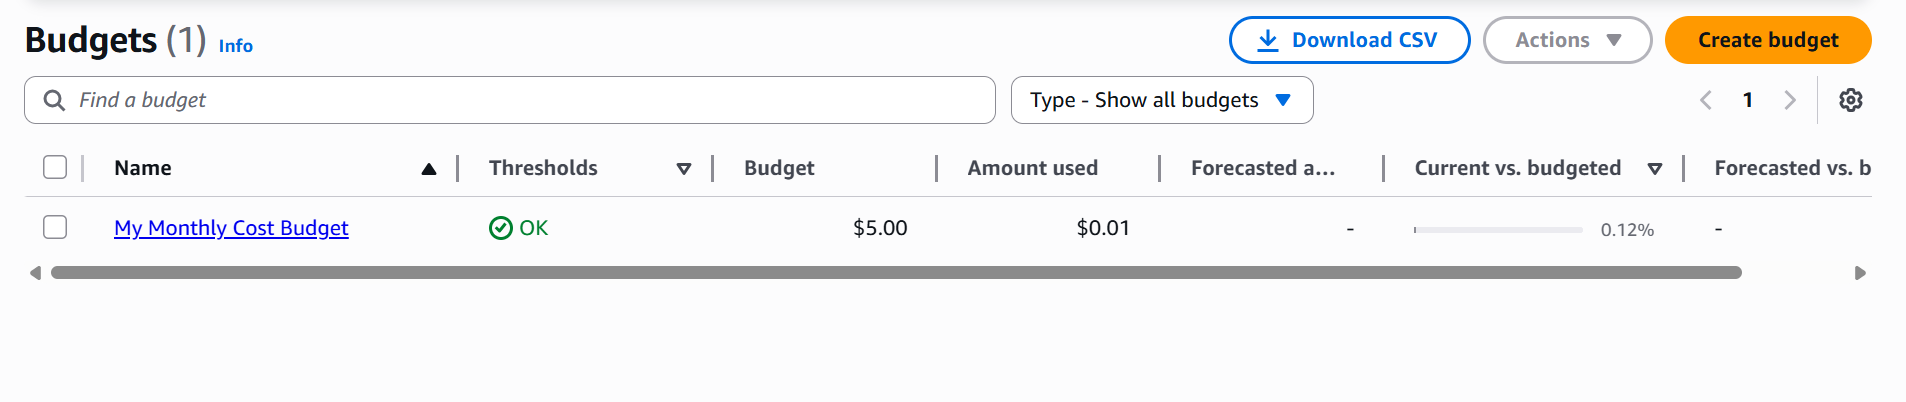 Budgets (1) Info
Download CSV
Actions
Create budget
Find a budget
Type - Show all budgets
1
Name Thresholds Budget Amount used Forecasted a... Current vs. budgeted Forecasted vs. b
My Monthly Cost Budget OK $5.00 $0.01 - 0.12% -